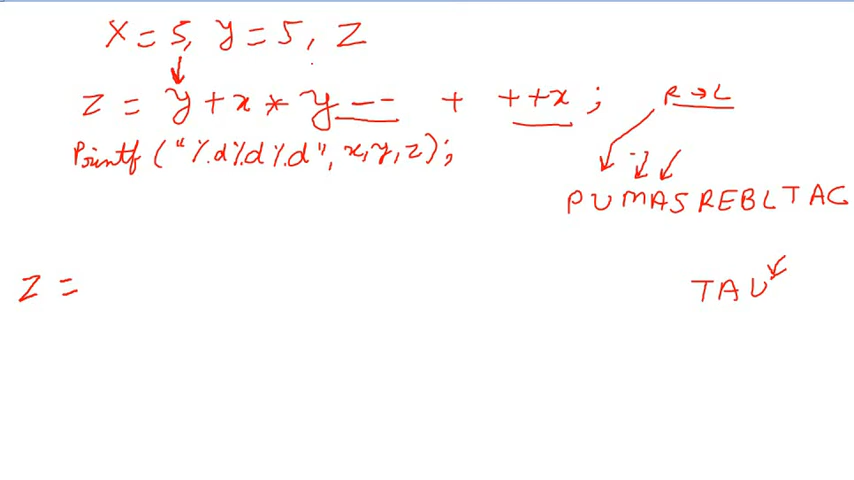 X = 5, y = 5, Z
Z = y + x * y -- + ++x ; R → L
Printf ("%d%d%d", x, y, z);
PUMASREBLTAC
Z = TAU